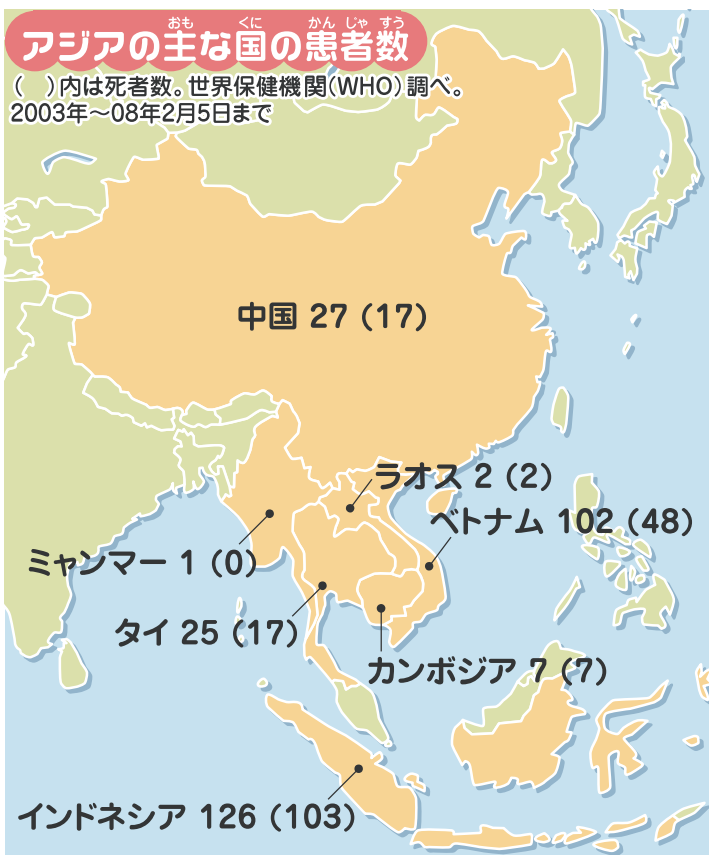 アジアの主な国の患者数
おも くに かん じゃ すう
( )内は死者数。世界保健機関(WHO)調べ。
2003年〜08年2月5日まで
中国 27 (17)
ラオス 2 (2)
ベトナム 102 (48)
ミャンマー 1 (0)
タイ 25 (17)
カンボジア 7 (7)
インドネシア 126 (103)